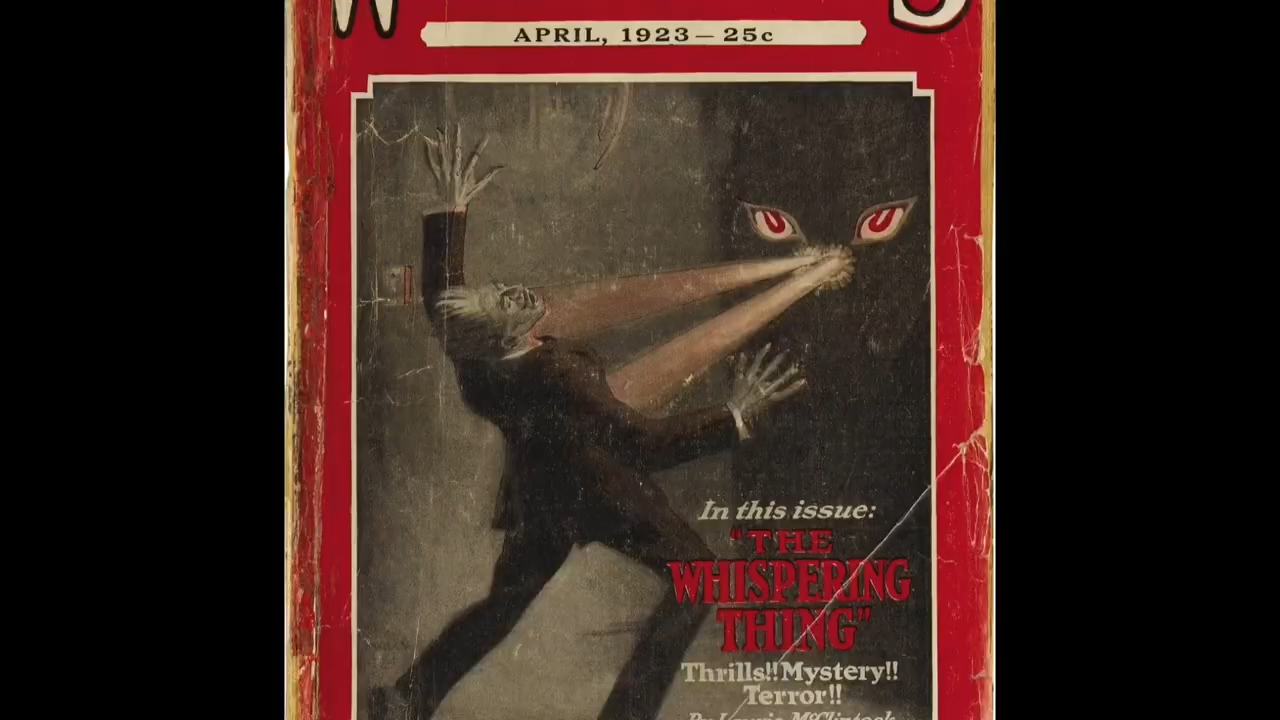 APRIL, 1923 — 25c
In this issue:
"THE
WHISPERING
THING"
Thrills!! Mystery!!
Terror!!